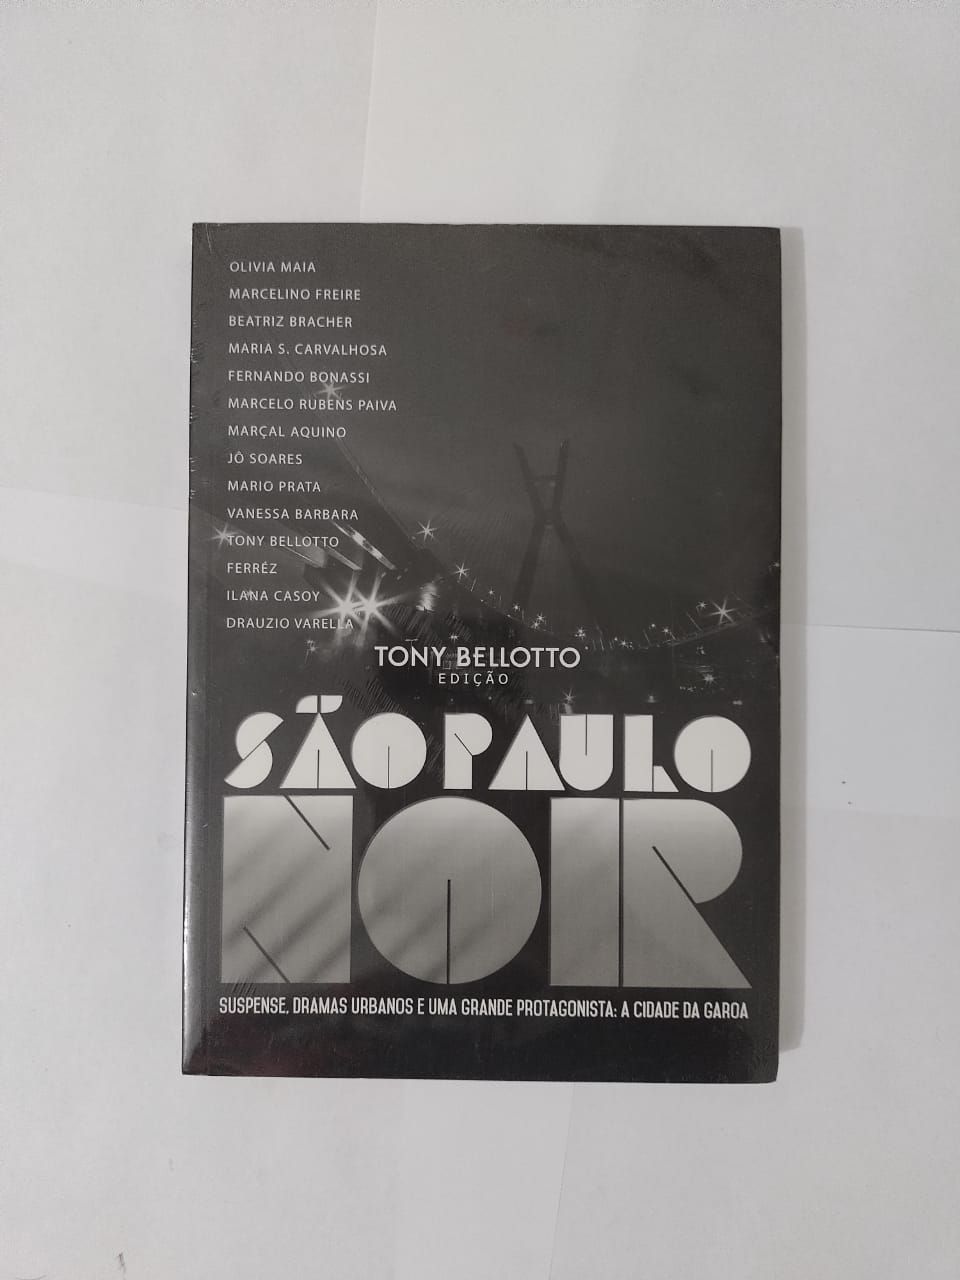 OLIVIA MAIA
MARCELINO FREIRE
BEATRIZ BRACHER
MARIA S. CARVALHOSA
FERNANDO BONASSI
MARCELO RUBENS PAIVA
MARÇAL AQUINO
JÔ SOARES
MARIO PRATA
VANESSA BARBARA
TONY BELLOTTO
FERRÉZ
ILANA CASOY
DRAUZIO VARELLA
TONY BELLOTTO
EDIÇÃO
SÃO PAULO
NOIR
SUSPENSE, DRAMAS URBANOS E UMA GRANDE PROTAGONISTA: A CIDADE DA GAROA